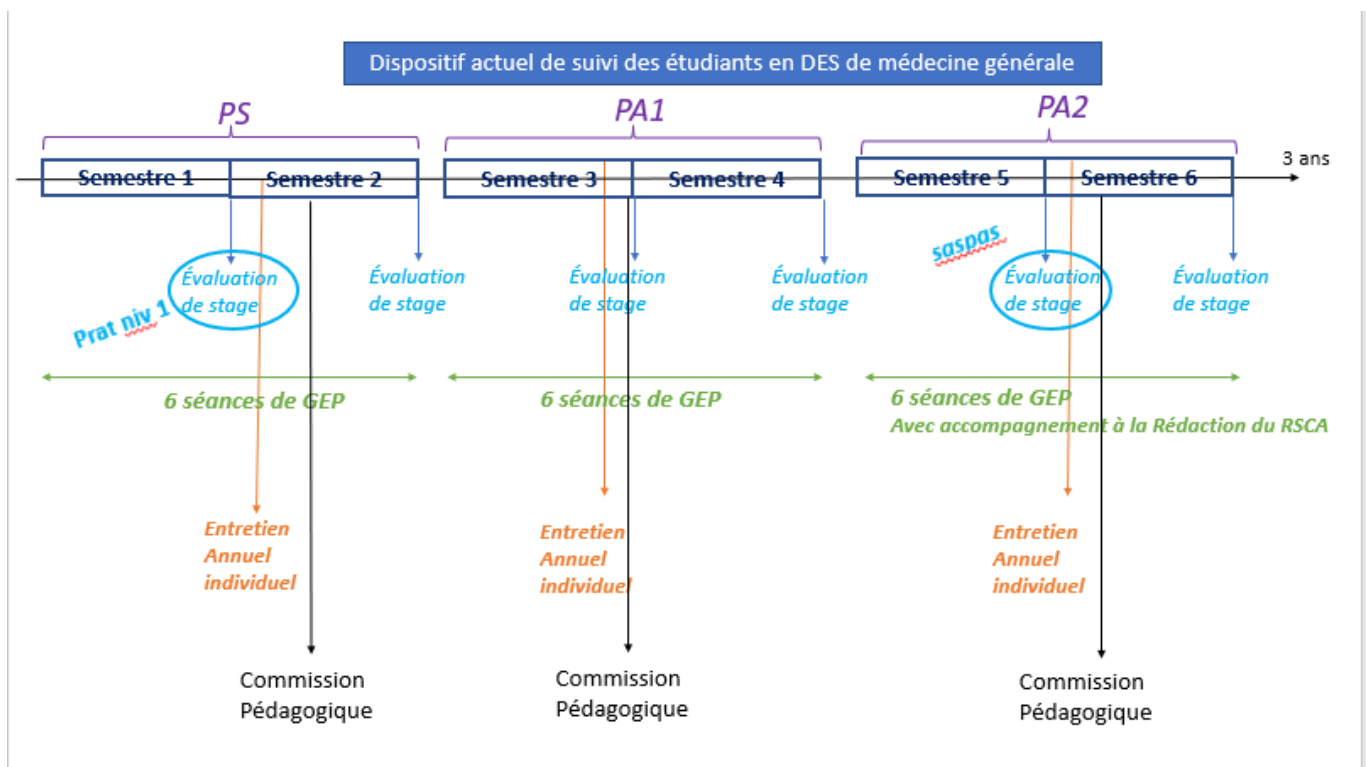 Dispositif actuel de suivi des étudiants en DES de médecine générale
PS
PA1
PA2
Semestre 1
Semestre 2
Semestre 3
Semestre 4
Semestre 5
Semestre 6
3 ans
Prat niv 1
Évaluation
de stage
Évaluation
de stage
Évaluation
de stage
Évaluation
de stage
saspas
Évaluation
de stage
Évaluation
de stage
6 séances de GEP
6 séances de GEP
6 séances de GEP
Avec accompagnement à la Rédaction du RSCA
Entretien
Annuel
individuel
Entretien
Annuel
individuel
Entretien
Annuel
individuel
Commission
Pédagogique
Commission
Pédagogique
Commission
Pédagogique